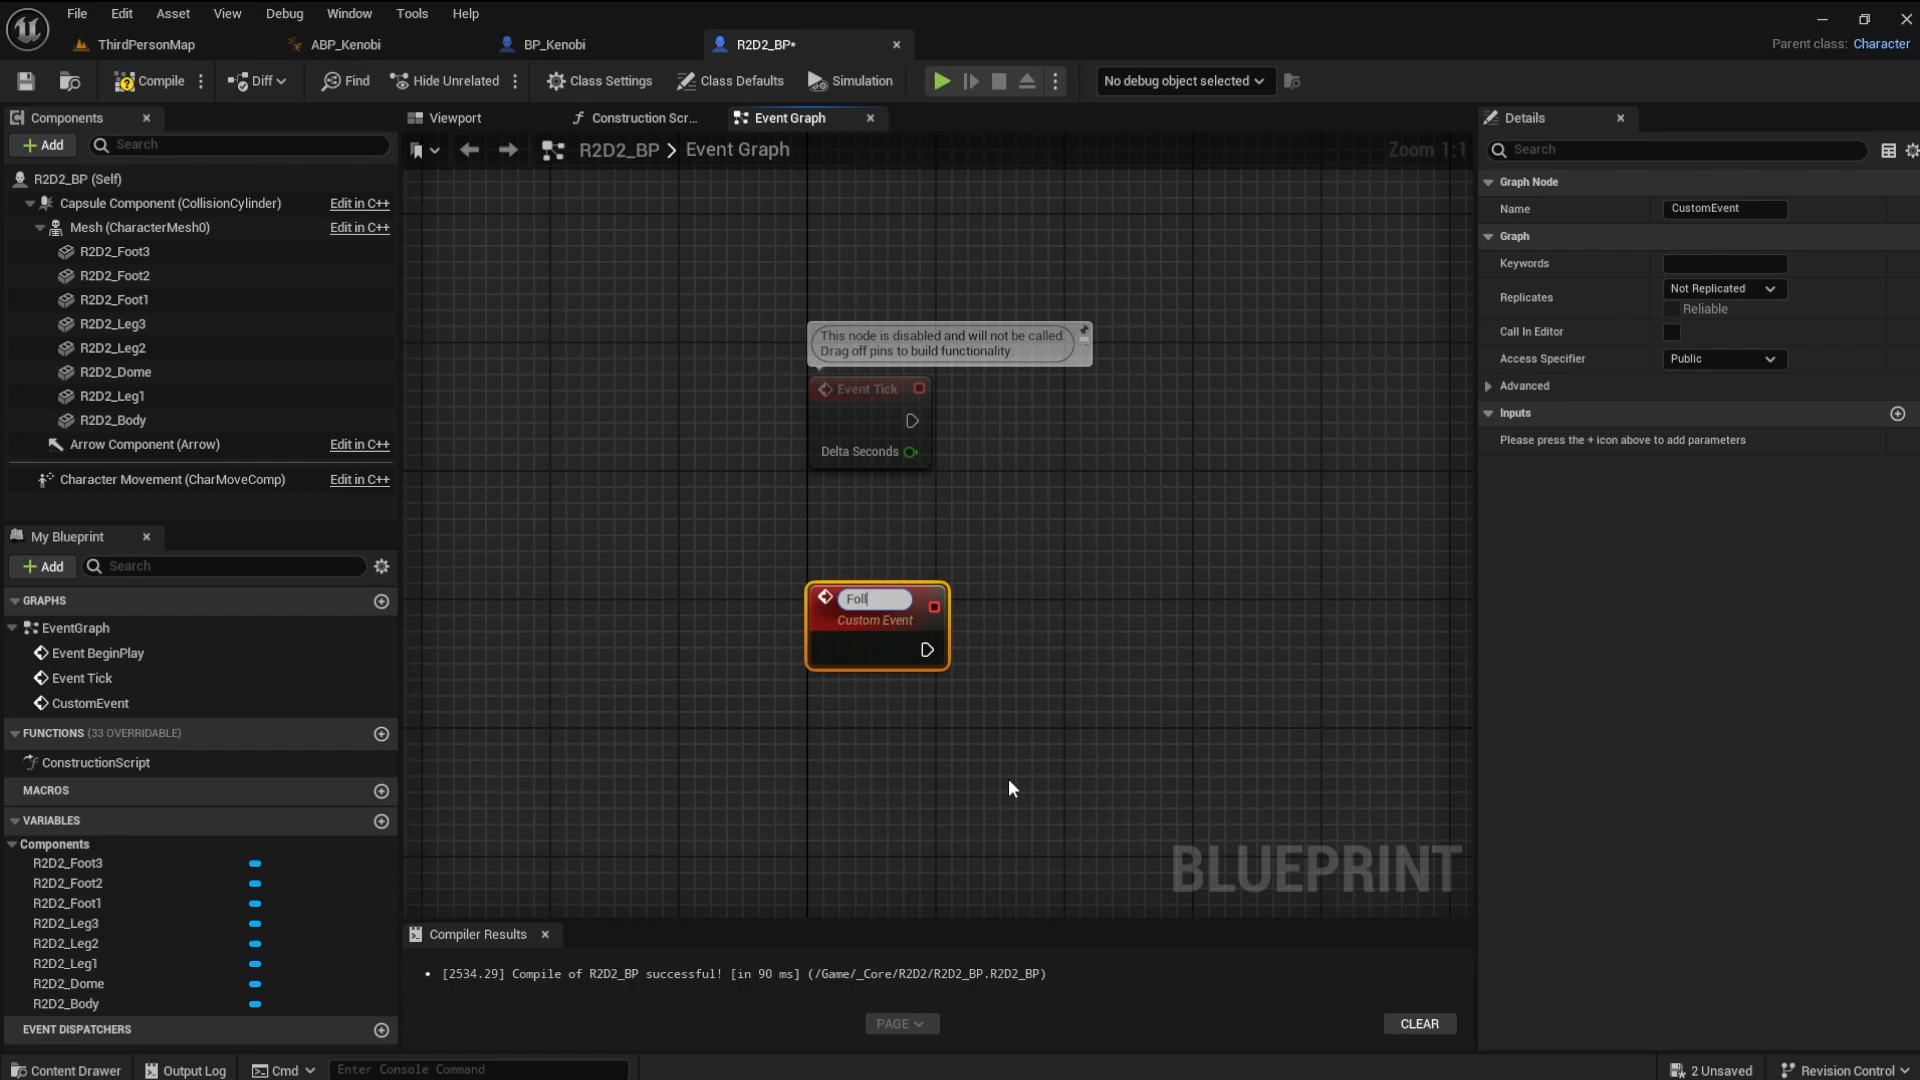 File Edit Asset View Debug Window Tools Help
ThirdPersonMap ABP_Kenobi BP_Kenobi R2D2_BP*
Parent class: Character
Compile Diff Find Hide Unrelated Class Settings Class Defaults Simulation No debug object selected
Components
Add Search
R2D2_BP (Self)
Capsule Component (CollisionCylinder) Edit in C++
Mesh (CharacterMesh0) Edit in C++
R2D2_Foot3
R2D2_Foot2
R2D2_Foot1
R2D2_Leg3
R2D2_Leg2
R2D2_Dome
R2D2_Leg1
R2D2_Body
Arrow Component (Arrow) Edit in C++
Character Movement (CharMoveComp) Edit in C++
My Blueprint
Add Search
GRAPHS
EventGraph
Event BeginPlay
Event Tick
CustomEvent
FUNCTIONS (33 OVERRIDABLE)
ConstructionScript
MACROS
VARIABLES
Components
R2D2_Foot3
R2D2_Foot2
R2D2_Foot1
R2D2_Leg3
R2D2_Leg2
R2D2_Leg1
R2D2_Dome
R2D2_Body
EVENT DISPATCHERS
Viewport Construction Scr... Event Graph
R2D2_BP > Event Graph
Zoom 1:1
This node is disabled and will not be called.
Drag off pins to build functionality.
Event Tick
Delta Seconds
Foll
Custom Event
BLUEPRINT
Compiler Results
[2534.29] Compile of R2D2_BP successful! [in 90 ms] (/Game/_Core/R2D2/R2D2_BP.R2D2_BP)
PAGE
CLEAR
Details
Search
Graph Node
Name CustomEvent
Graph
Keywords
Replicates Not Replicated
Reliable
Call In Editor
Access Specifier Public
Advanced
Inputs
Please press the + icon above to add parameters
Content Drawer Output Log Cmd Enter Console Command 2 Unsaved Revision Control